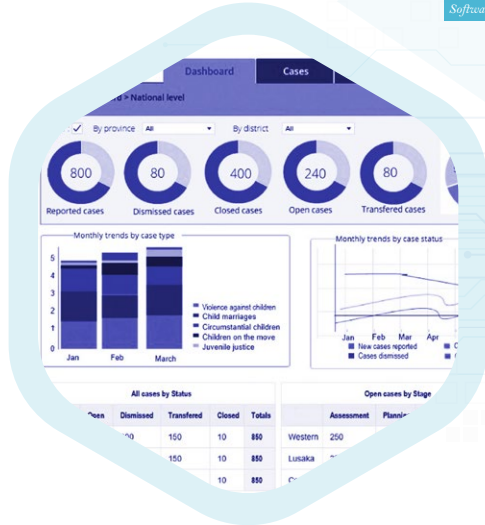 Dashboard Cases
> National level
By province All By district All
800 80 400 240 80
Reported cases Dismissed cases Closed cases Open cases Transfered cases
Monthly trends by case type
5
4
3
2
1
0
Jan Feb March
Violence against children
Child marriages
Circumstantial children
Children on the move
Juvenile justice
Monthly trends by case status
Jan Feb Mar Apr
New cases reported
Cases dismissed
All cases by Status
Open Dismissed Transfered Closed Totals
150 10 850
150 10 850
10 850
Open cases by Stage
Assessment
Western 250
Lusaka